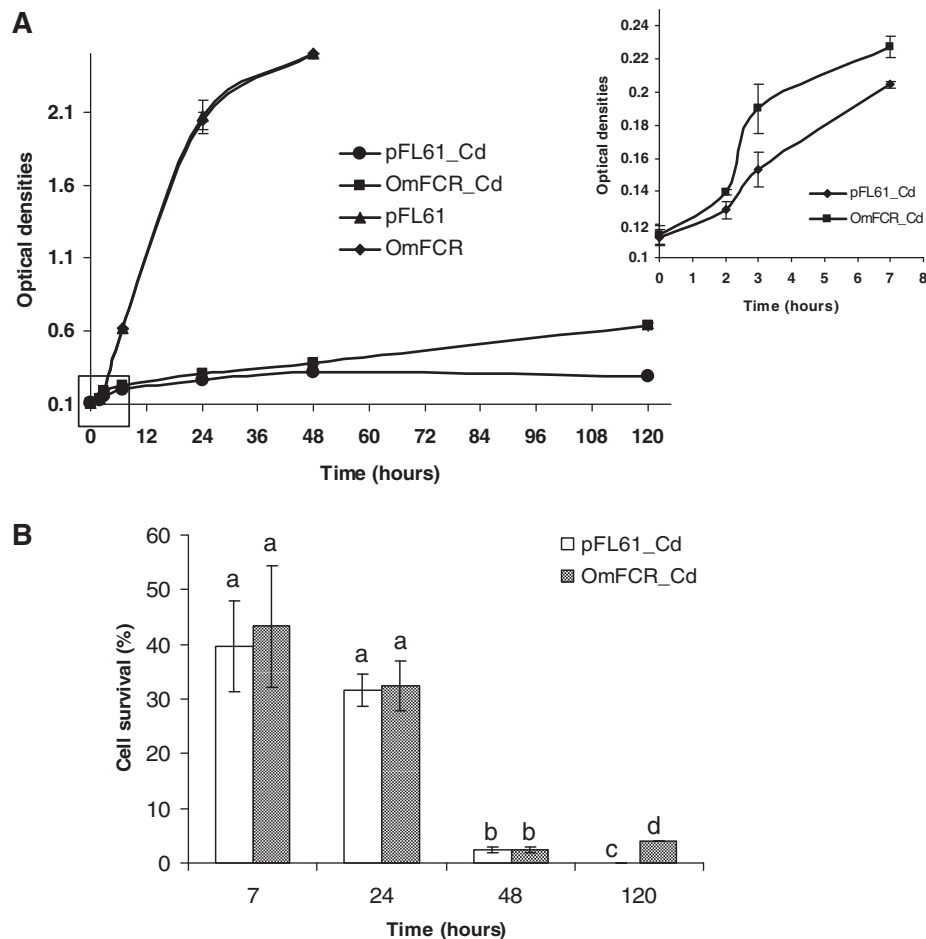 A
Optical densities
2.1
1.6
1.1
0.6
0.1
0 12 24 36 48 60 72 84 96 108 120
Time (hours)
pFL61_Cd
OmFCR_Cd
pFL61
OmFCR
Optical densities
0.24
0.22
0.2
0.18
0.16
0.14
0.12
0.1
0 1 2 3 4 5 6 7 8
Time (hours)
pFL61_Cd
OmFCR_Cd
B
Cell survival (%)
60
50
40
30
20
10
0
a a
a a
b b
c d
7 24 48 120
Time (hours)
pFL61_Cd
OmFCR_Cd